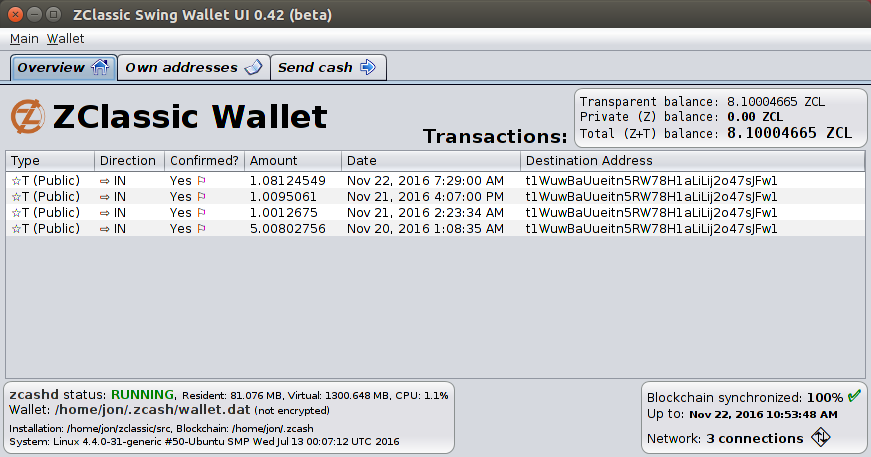 ZClassic Swing Wallet UI 0.42 (beta)
Main Wallet
Overview Own addresses Send cash
ZClassic Wallet
Transactions:
Transparent balance: 8.10004665 ZCL
Private (Z) balance: 0.00 ZCL
Total (Z+T) balance: 8.10004665 ZCL
Type Direction Confirmed? Amount Date Destination Address
☆T (Public) ⇨ IN Yes ⚐ 1.08124549 Nov 22, 2016 7:29:00 AM t1WuwBaUueitn5RW78H1aLiLij2o47sJFw1
☆T (Public) ⇨ IN Yes ⚐ 1.0095061 Nov 21, 2016 4:07:00 PM t1WuwBaUueitn5RW78H1aLiLij2o47sJFw1
☆T (Public) ⇨ IN Yes ⚐ 1.0012675 Nov 21, 2016 2:23:34 AM t1WuwBaUueitn5RW78H1aLiLij2o47sJFw1
☆T (Public) ⇨ IN Yes ⚐ 5.00802756 Nov 20, 2016 1:08:35 AM t1WuwBaUueitn5RW78H1aLiLij2o47sJFw1
zcashd status: RUNNING, Resident: 81.076 MB, Virtual: 1300.648 MB, CPU: 1.1%
Wallet: /home/jon/.zcash/wallet.dat (not encrypted)
Installation: /home/jon/zclassic/src, Blockchain: /home/jon/.zcash
System: Linux 4.4.0-31-generic #50-Ubuntu SMP Wed Jul 13 00:07:12 UTC 2016
Blockchain synchronized: 100%
Up to: Nov 22, 2016 10:53:48 AM
Network: 3 connections